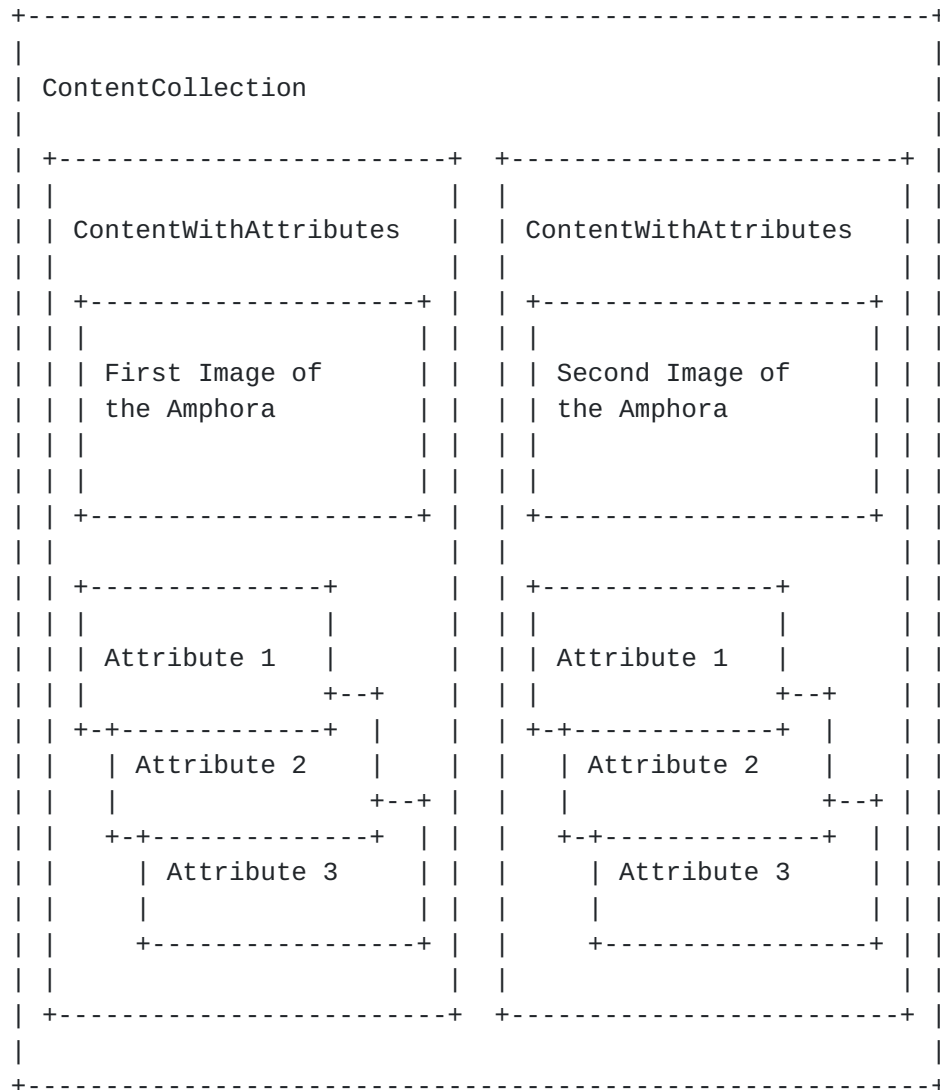 ContentCollection
ContentWithAttributes ContentWithAttributes
First Image of Second Image of
the Amphora the Amphora
Attribute 1 Attribute 1
Attribute 2 Attribute 2
Attribute 3 Attribute 3